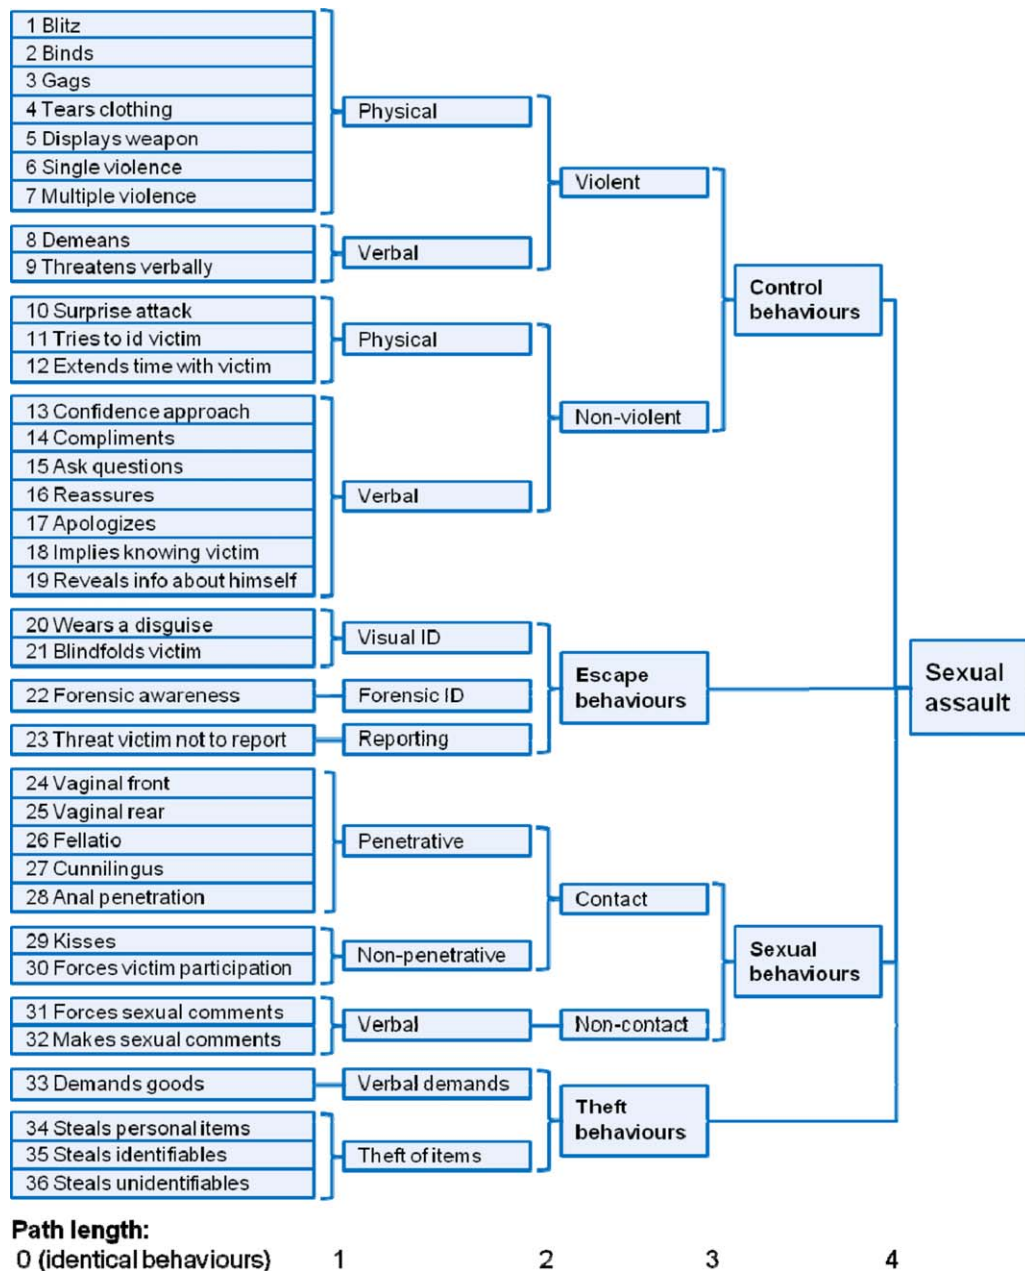 1 Blitz
2 Binds
3 Gags
4 Tears clothing
5 Displays weapon
6 Single violence
7 Multiple violence
Physical
8 Demeans
9 Threatens verbally
Verbal
Violent
10 Surprise attack
11 Tries to id victim
12 Extends time with victim
Physical
13 Confidence approach
14 Compliments
15 Ask questions
16 Reassures
17 Apologizes
18 Implies knowing victim
19 Reveals info about himself
Verbal
Non-violent
Control
behaviours
20 Wears a disguise
21 Blindfolds victim
Visual ID
22 Forensic awareness
Forensic ID
23 Threat victim not to report
Reporting
Escape
behaviours
24 Vaginal front
25 Vaginal rear
26 Fellatio
27 Cunnilingus
28 Anal penetration
Penetrative
29 Kisses
30 Forces victim participation
Non-penetrative
Contact
31 Forces sexual comments
32 Makes sexual comments
Verbal
Non-contact
Sexual
behaviours
33 Demands goods
Verbal demands
34 Steals personal items
35 Steals identifiables
36 Steals unidentifiables
Theft of items
Theft
behaviours
Sexual
assault
Path length:
0 (identical behaviours) 1 2 3 4